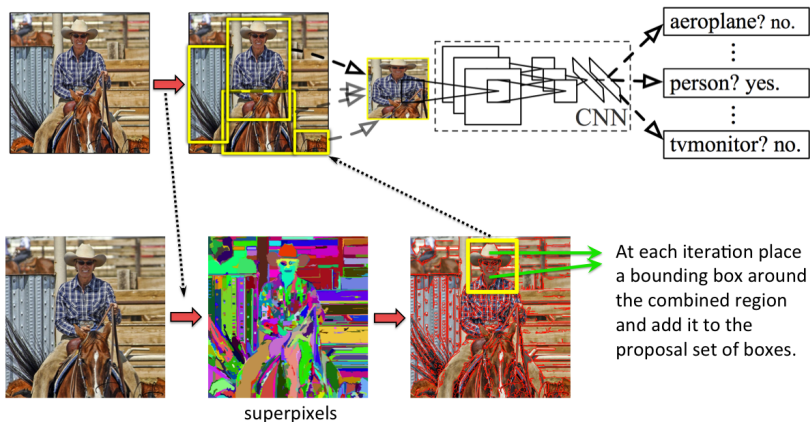 aeroplane? no.
person? yes.
CNN
tvmonitor? no.
At each iteration place
a bounding box around
the combined region
and add it to the
proposal set of boxes.
superpixels